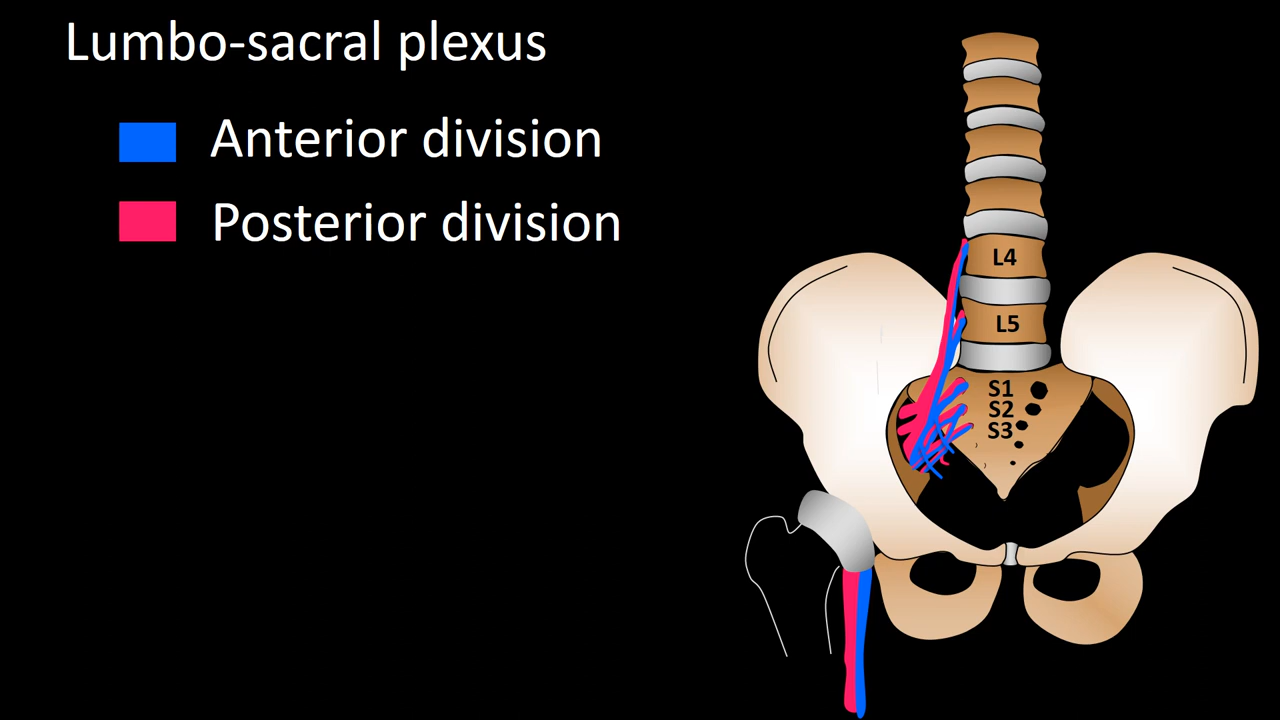 Lumbo-sacral plexus
Anterior division
Posterior division
L4
L5
S1
S2
S3